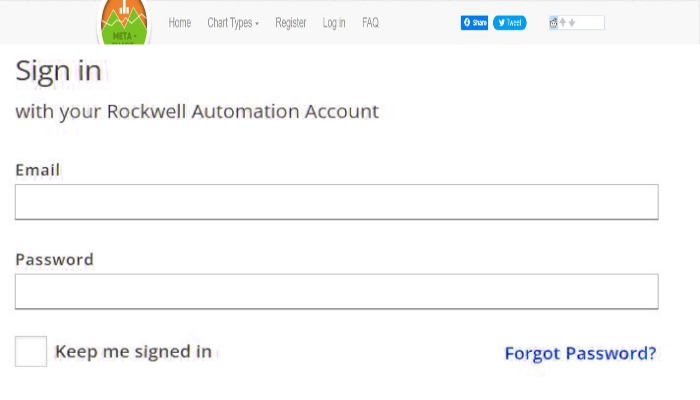 META -
Home Chart Types Register Log in FAQ Share Tweet
Sign in
with your Rockwell Automation Account
Email
Password
Keep me signed in Forgot Password?